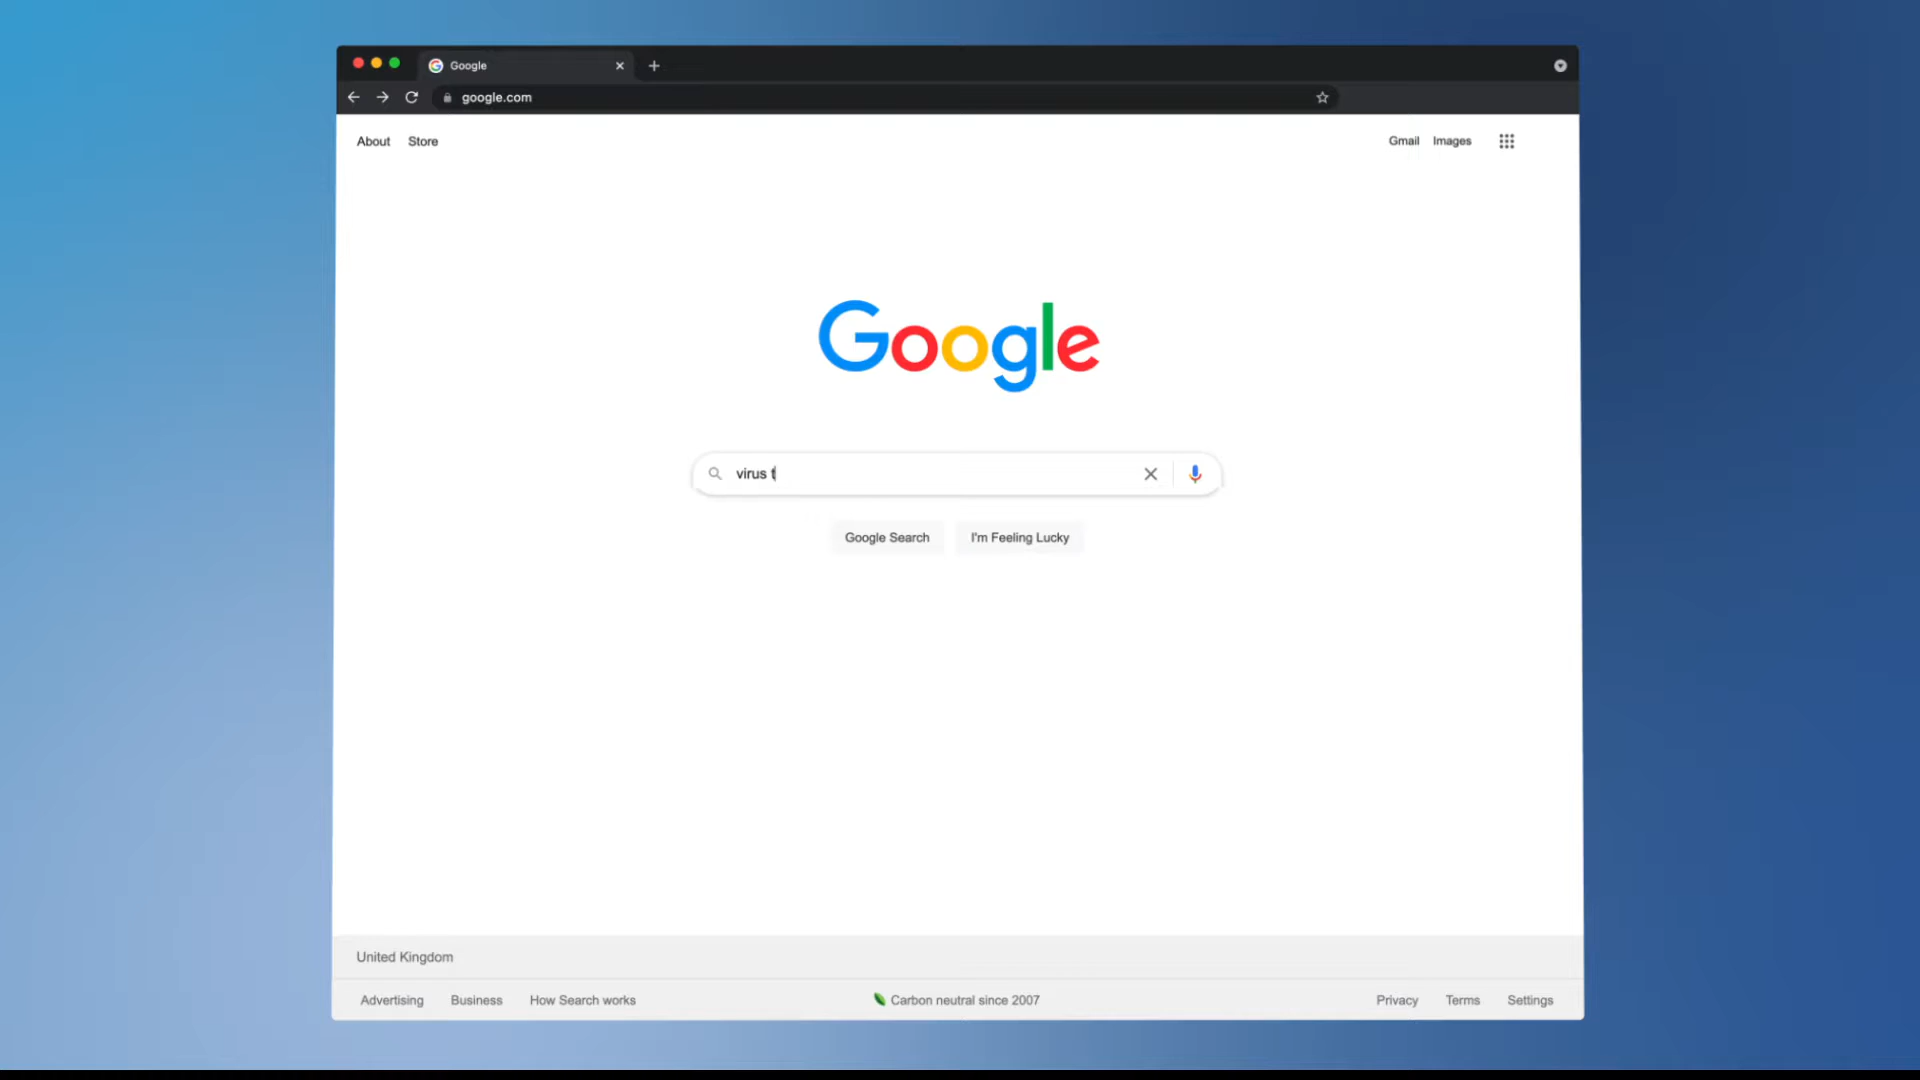 Google
google.com
About Store
Gmail Images
Google
virus t
Google Search I'm Feeling Lucky
United Kingdom
Advertising Business How Search works
Carbon neutral since 2007
Privacy Terms Settings